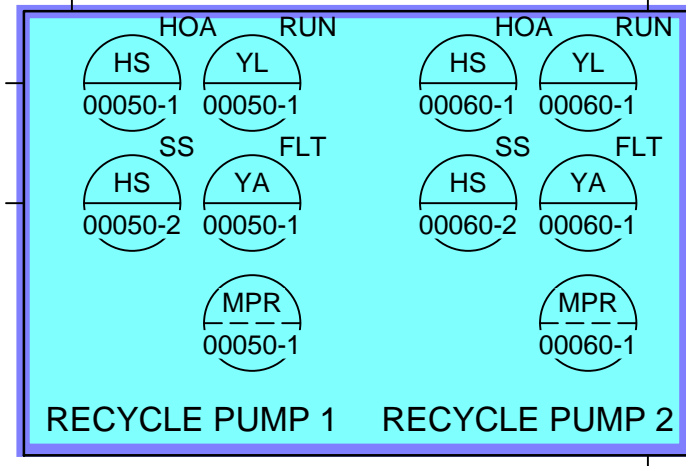 HOA RUN HOA RUN
HS YL HS YL
00050-1 00050-1 00060-1 00060-1
SS FLT SS FLT
HS YA HS YA
00050-2 00050-1 00060-2 00060-1
MPR MPR
00050-1 00060-1
RECYCLE PUMP 1 RECYCLE PUMP 2